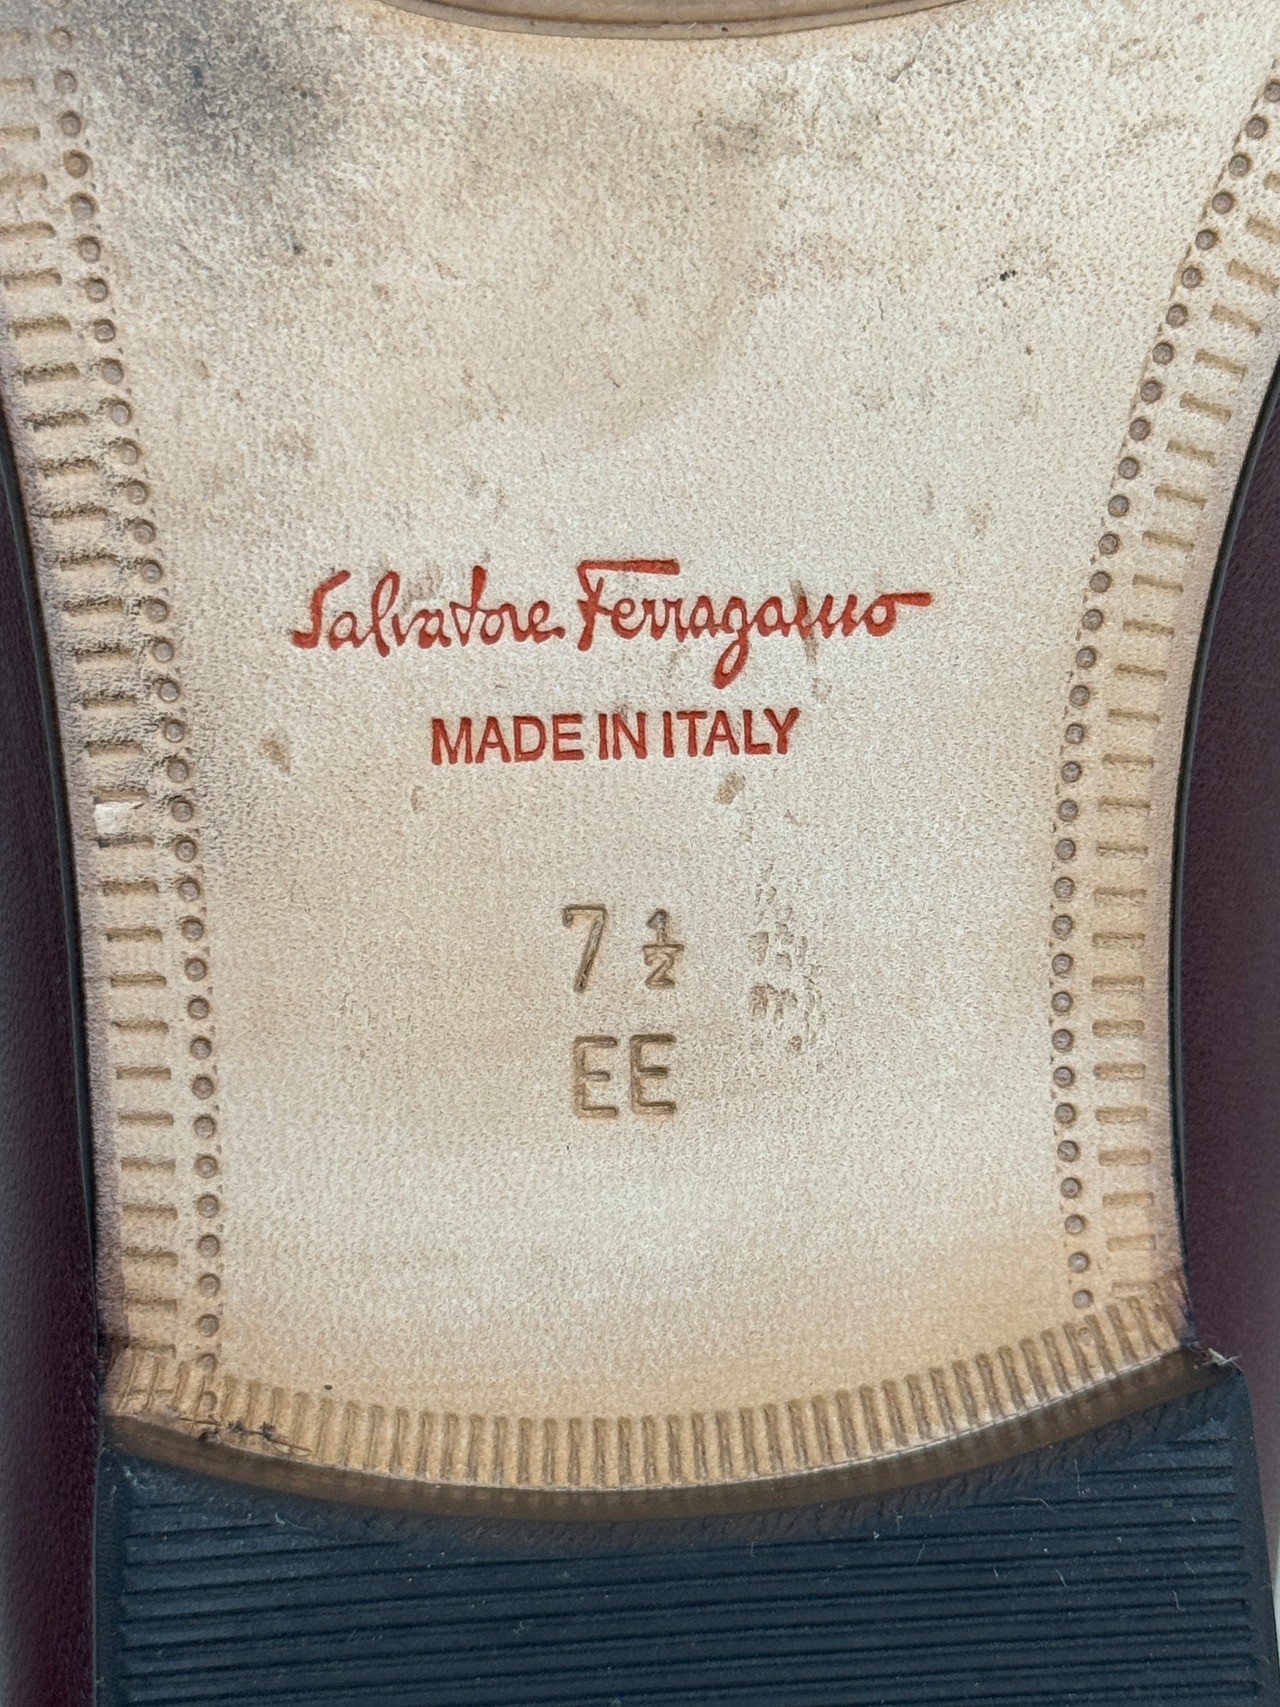 Salvatore Ferragamo
MADE IN ITALY
7 ½
EE